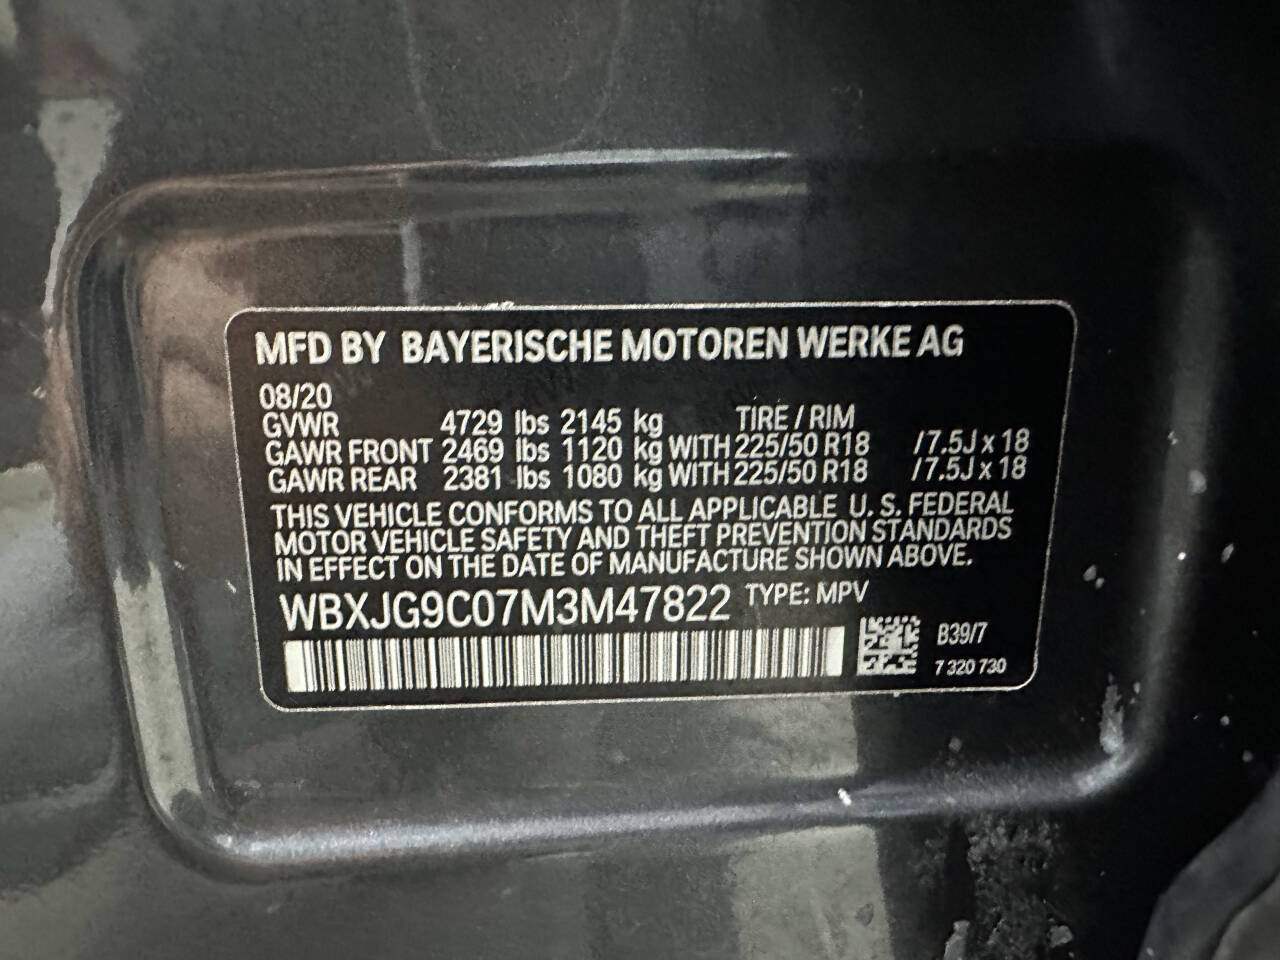 MFD BY BAYERISCHE MOTOREN WERKE AG
08/20
GVWR 4729 lbs 2145 kg TIRE / RIM
GAWR FRONT 2469 lbs 1120 kg WITH 225/50 R18 / 7.5J x 18
GAWR REAR 2381 lbs 1080 kg WITH 225/50 R18 / 7.5J x 18
THIS VEHICLE CONFORMS TO ALL APPLICABLE U. S. FEDERAL
MOTOR VEHICLE SAFETY AND THEFT PREVENTION STANDARDS
IN EFFECT ON THE DATE OF MANUFACTURE SHOWN ABOVE.
WBXJG9C07M3M47822 TYPE: MPV
B39/7
7 320 730